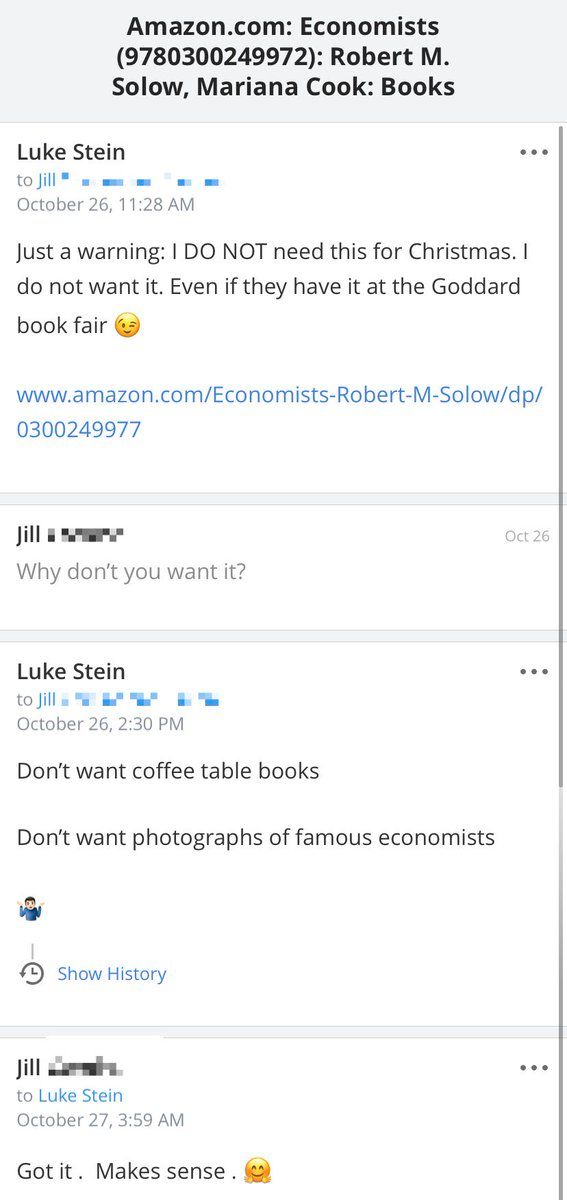 Amazon.com: Economists
(9780300249972): Robert M.
Solow, Mariana Cook: Books
Luke Stein
to Jill
October 26, 11:28 AM
Just a warning: I DO NOT need this for Christmas. I
do not want it. Even if they have it at the Goddard
book fair 😉
www.amazon.com/Economists-Robert-M-Solow/dp/
0300249977
Jill
Oct 26
Why don’t you want it?
Luke Stein
to Jill
October 26, 2:30 PM
Don’t want coffee table books
Don’t want photographs of famous economists
🤷🏻‍♂️
Show History
Jill
to Luke Stein
October 27, 3:59 AM
Got it .  Makes sense . 🤗